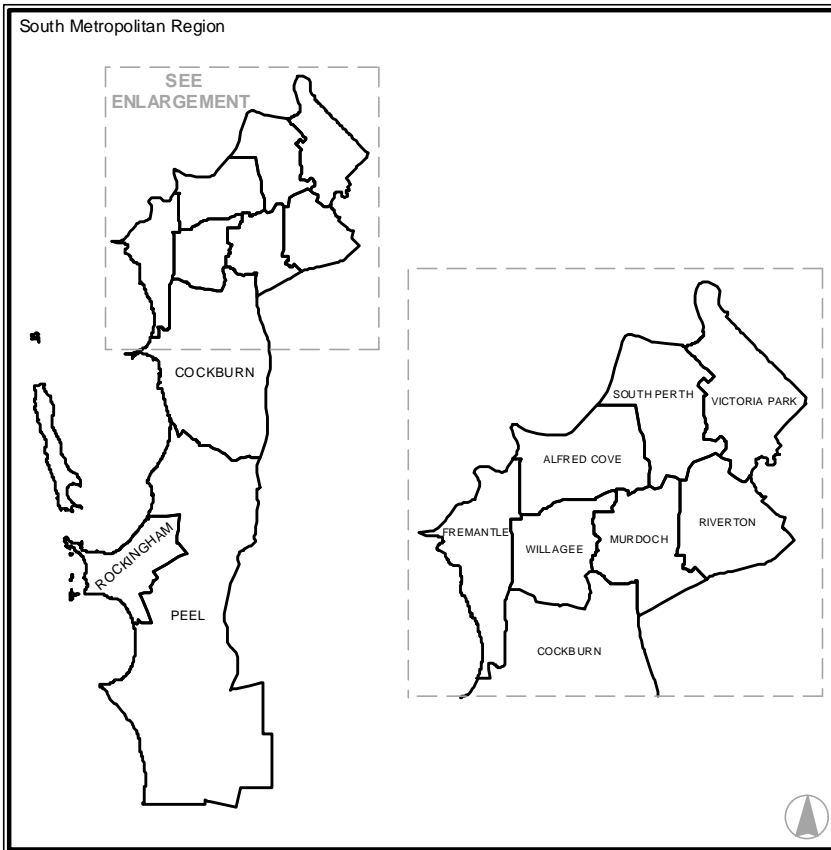 South Metropolitan Region
SEE
ENLARGEMENT
COCKBURN
ROCKINGHAM
PEEL
SOUTH PERTH
VICTORIA PARK
ALFRED COVE
FREMANTLE
WILLAGEE
MURDOCH
RIVERTON
COCKBURN